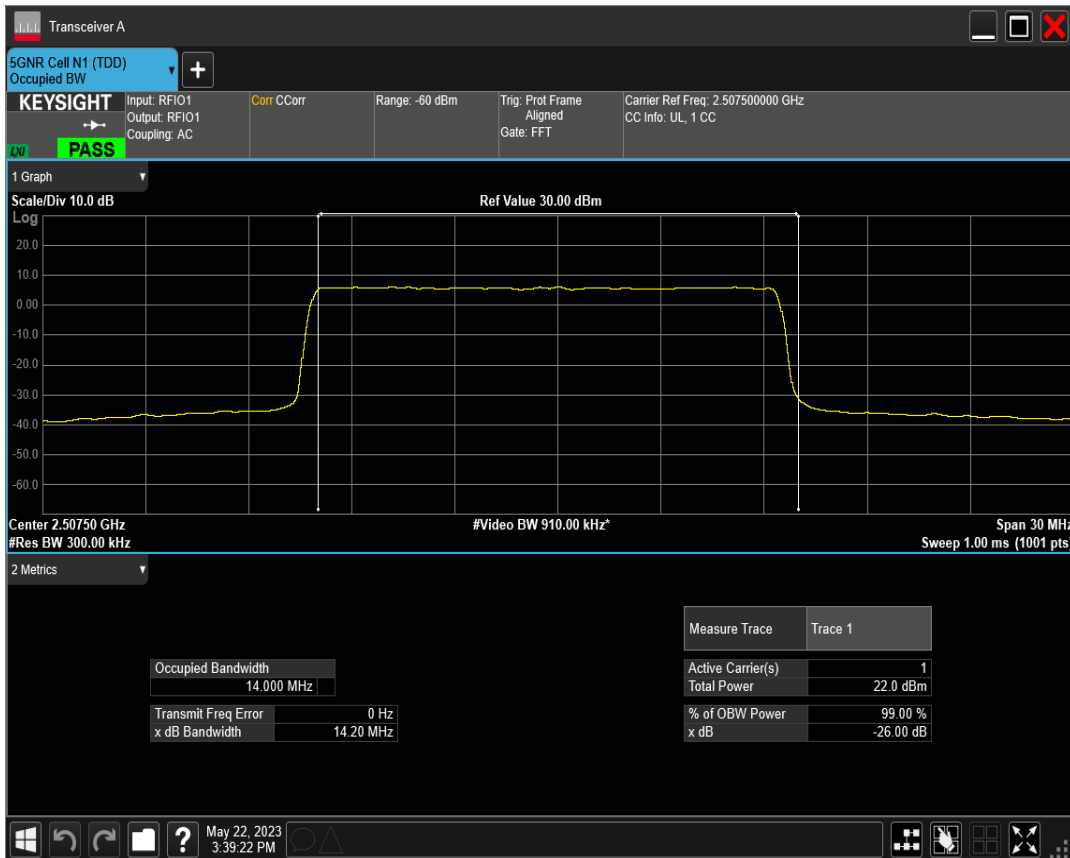 Transceiver A
5GNR Cell N1 (TDD)
Occupied BW
+
KEYSIGHT
LXI
PASS
Input: RFIO1
Output: RFIO1
Coupling: AC
Corr CCorr
Range: -60 dBm
Trig: Prot Frame
Aligned
Gate: FFT
Carrier Ref Freq: 2.507500000 GHz
CC Info: UL, 1 CC
1 Graph
Scale/Div 10.0 dB
Ref Value 30.00 dBm
Log
20.0
10.0
0.00
-10.0
-20.0
-30.0
-40.0
-50.0
-60.0
Center 2.50750 GHz
#Video BW 910.00 kHz*
Span 30 MHz
#Res BW 300.00 kHz
Sweep 1.00 ms (1001 pts)
2 Metrics
Measure Trace Trace 1
Occupied Bandwidth
14.000 MHz
Transmit Freq Error 0 Hz
x dB Bandwidth 14.20 MHz
Active Carrier(s) 1
Total Power 22.0 dBm
% of OBW Power 99.00 %
x dB -26.00 dB
?
May 22, 2023
3:39:22 PM